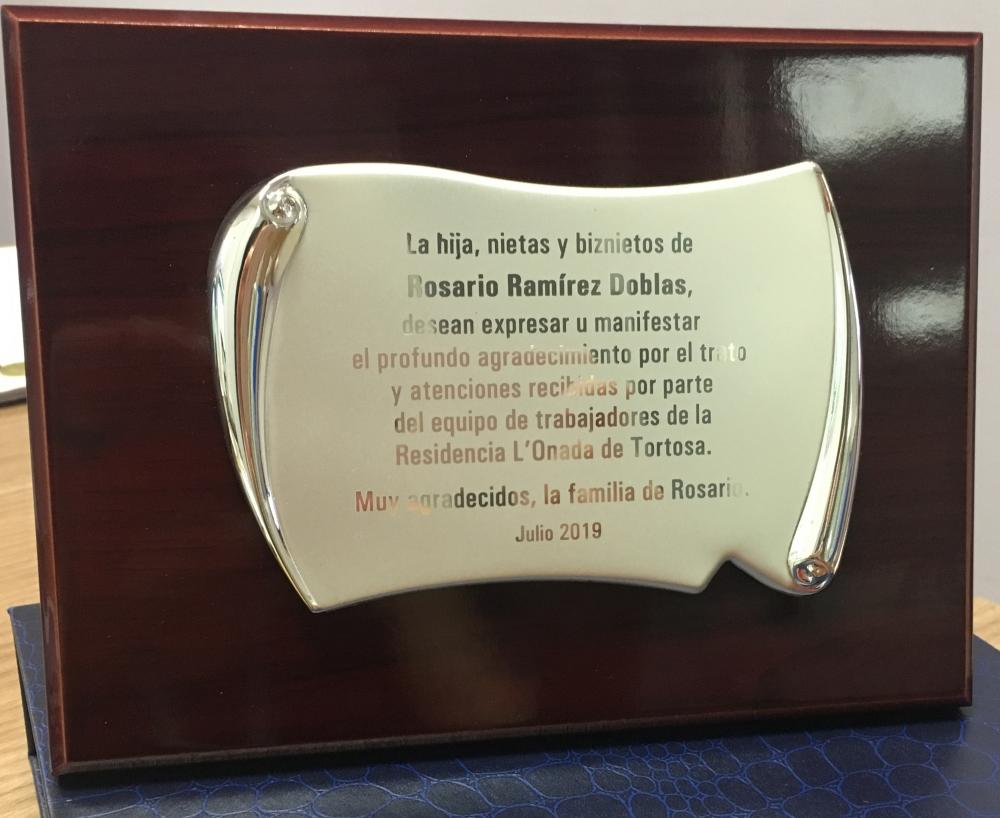 La hija, nietas y biznietos de
Rosario Ramírez Doblas,
desean expresar u manifestar
el profundo agradecimiento por el trato
y atenciones recibidas por parte
del equipo de trabajadores de la
Residencia L'Onada de Tortosa.
Muy agradecidos, la familia de Rosario.
Julio 2019